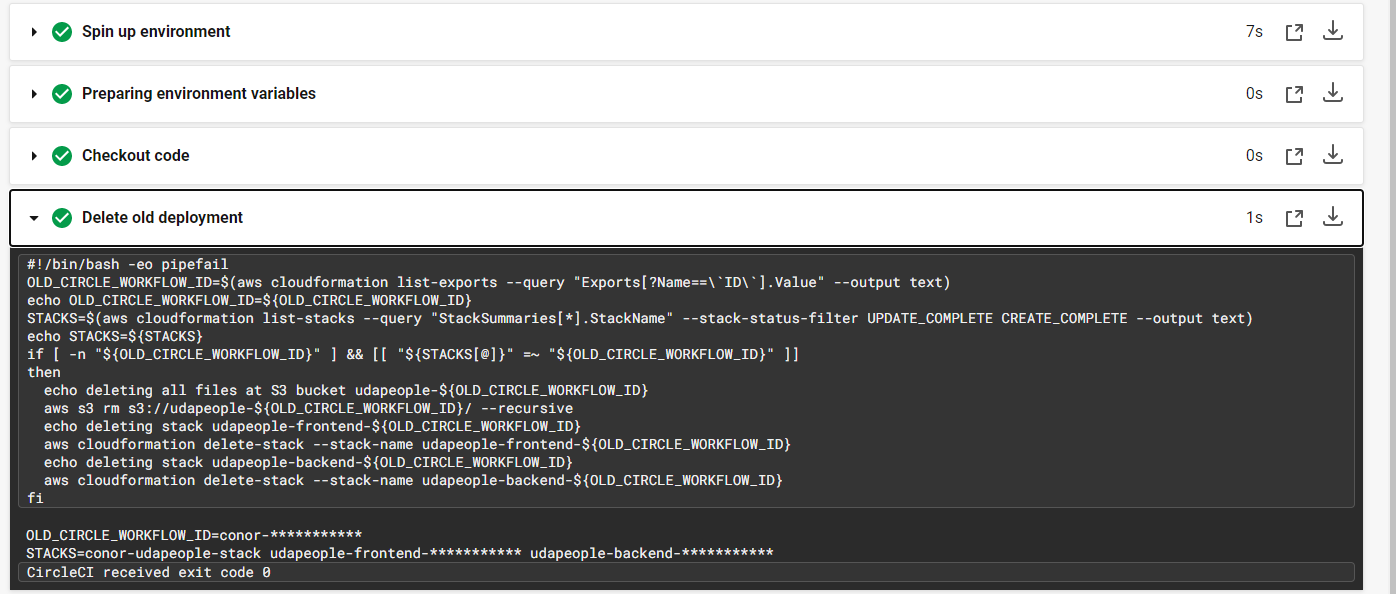 Spin up environment 7s
Preparing environment variables 0s
Checkout code 0s
Delete old deployment 1s
#!/bin/bash -eo pipefail
OLD_CIRCLE_WORKFLOW_ID=$(aws cloudformation list-exports --query "Exports[?Name==\`ID\`].Value" --output text)
echo OLD_CIRCLE_WORKFLOW_ID=${OLD_CIRCLE_WORKFLOW_ID}
STACKS=$(aws cloudformation list-stacks --query "StackSummaries[*].StackName" --stack-status-filter UPDATE_COMPLETE CREATE_COMPLETE --output text)
echo STACKS=${STACKS}
if [ -n "${OLD_CIRCLE_WORKFLOW_ID}" ] && [[ "${STACKS[@]}" =~ "${OLD_CIRCLE_WORKFLOW_ID}" ]]
then
  echo deleting all files at S3 bucket udapeople-${OLD_CIRCLE_WORKFLOW_ID}
  aws s3 rm s3://udapeople-${OLD_CIRCLE_WORKFLOW_ID}/ --recursive
  echo deleting stack udapeople-frontend-${OLD_CIRCLE_WORKFLOW_ID}
  aws cloudformation delete-stack --stack-name udapeople-frontend-${OLD_CIRCLE_WORKFLOW_ID}
  echo deleting stack udapeople-backend-${OLD_CIRCLE_WORKFLOW_ID}
  aws cloudformation delete-stack --stack-name udapeople-backend-${OLD_CIRCLE_WORKFLOW_ID}
fi
OLD_CIRCLE_WORKFLOW_ID=conor-***********
STACKS=conor-udapeople-stack udapeople-frontend-*********** udapeople-backend-***********
CircleCI received exit code 0